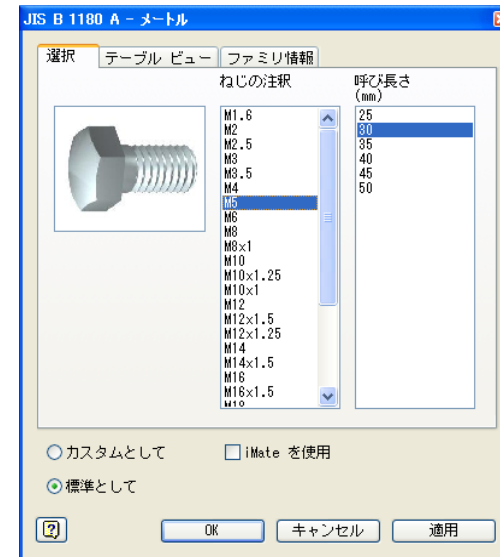 JIS B 1180 A - メートル
選択 テーブル ビュー ファミリ情報
ねじの注釈 呼び長さ
(mm)
M1.6
M2
M2.5
M3
M3.5
M4
M5
M6
M8
M8x1
M10
M10x1.25
M10x1
M12
M12x1.5
M12x1.25
M14
M14x1.5
M16
M16x1.5
25
30
35
40
45
50
カスタムとして iMate を使用
標準として
OK キャンセル 適用